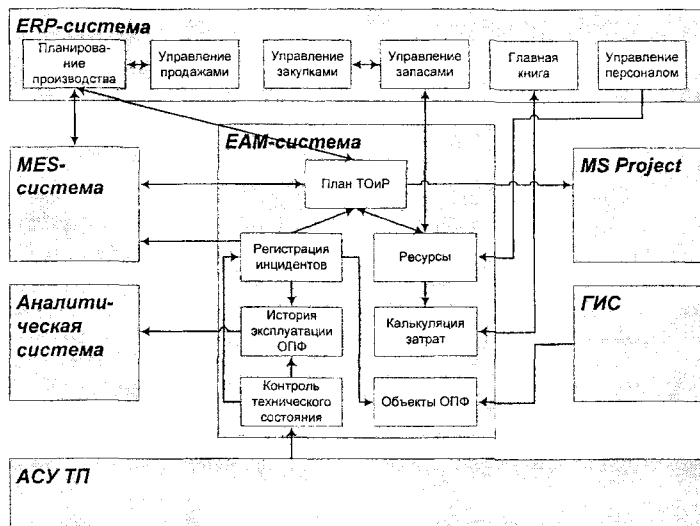 ERP-система
Планирова-
ние
производства
Управление
продажами
Управление
закупками
Управление
запасами
Главная
книга
Управление
персоналом
EAM-система
MES-
система
План ТОиР
MS Project
Регистрация
инцидентов
Ресурсы
Аналити-
ческая
система
История
эксплуатации
ОПФ
Калькуляция
затрат
ГИС
Контроль
технического
состояния
Объекты ОПФ
АСУ ТП